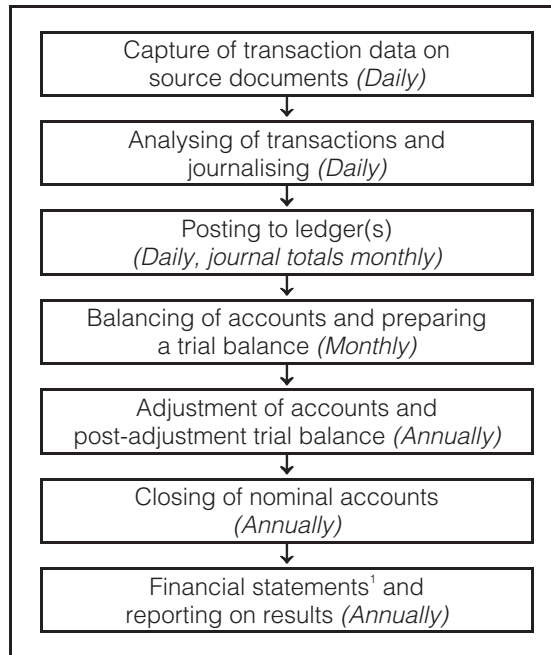 Capture of transaction data on
source documents (Daily)
Analysing of transactions and
journalising (Daily)
Posting to ledger(s)
(Daily, journal totals monthly)
Balancing of accounts and preparing
a trial balance (Monthly)
Adjustment of accounts and
post-adjustment trial balance (Annually)
Closing of nominal accounts
(Annually)
Financial statements¹ and
reporting on results (Annually)